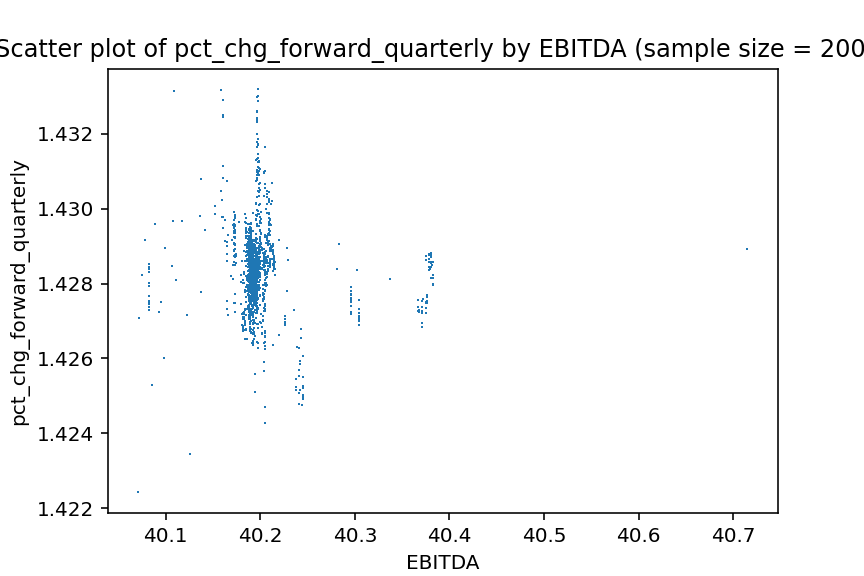 Scatter plot of pct_chg_forward_quarterly by EBITDA (sample size = 200
1.432
1.430
1.428
1.426
1.424
1.422
pct_chg_forward_quarterly
40.1 40.2 40.3 40.4 40.5 40.6 40.7
EBITDA